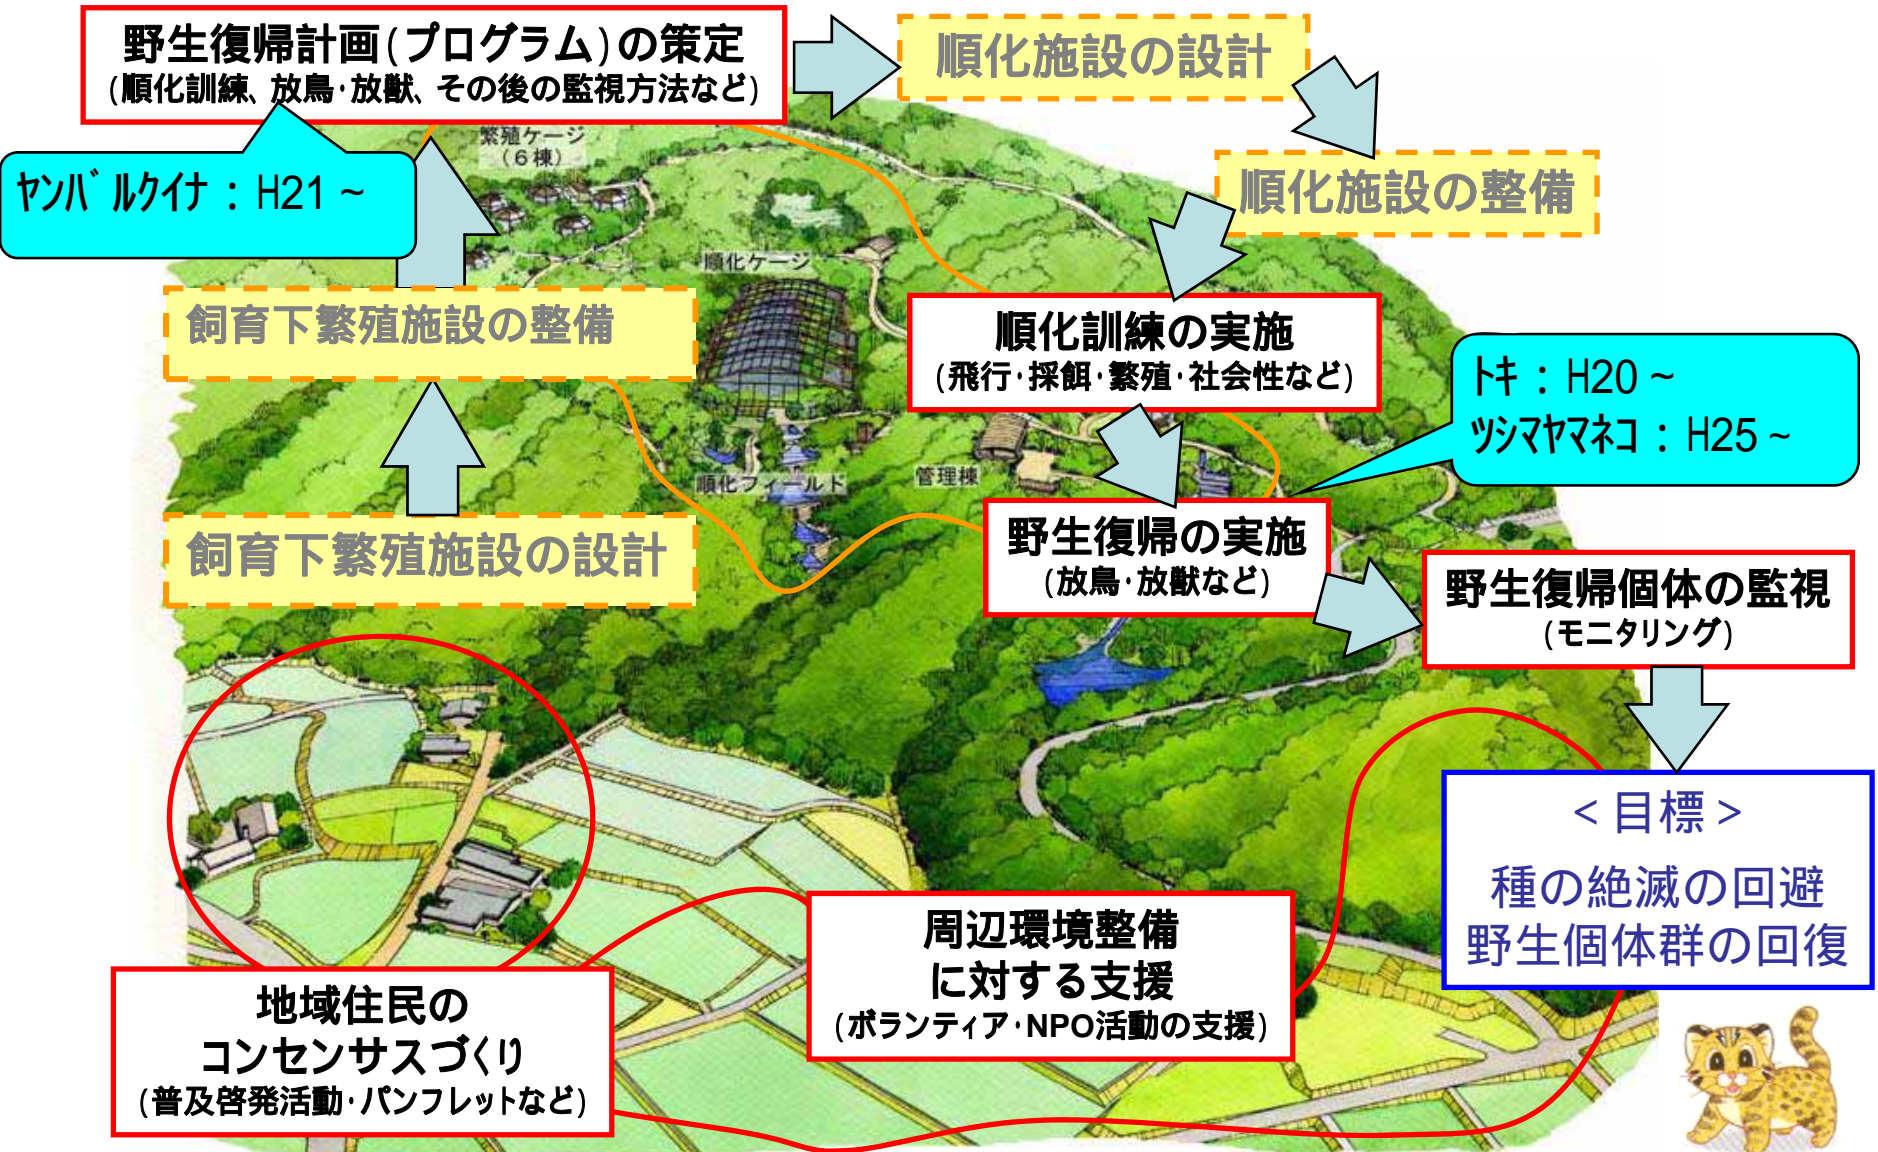 野生復帰計画(プログラム)の策定
(順化訓練、放鳥・放獣、その後の監視方法など)
順化施設の設計
ヤンバルクイナ：H21～
繁殖ケージ
（６棟）
順化施設の整備
順化ケージ
飼育下繁殖施設の整備
順化訓練の実施
(飛行・採餌・繁殖・社会性など)
トキ：H20～
ツシマヤマネコ：H25～
順化フィールド
管理棟
飼育下繁殖施設の設計
野生復帰の実施
(放鳥・放獣など)
野生復帰個体の監視
(モニタリング)
<目標>
種の絶滅の回避
野生個体群の回復
周辺環境整備
に対する支援
(ボランティア・NPO活動の支援)
地域住民の
コンセンサスづくり
(普及啓発活動・パンフレットなど)